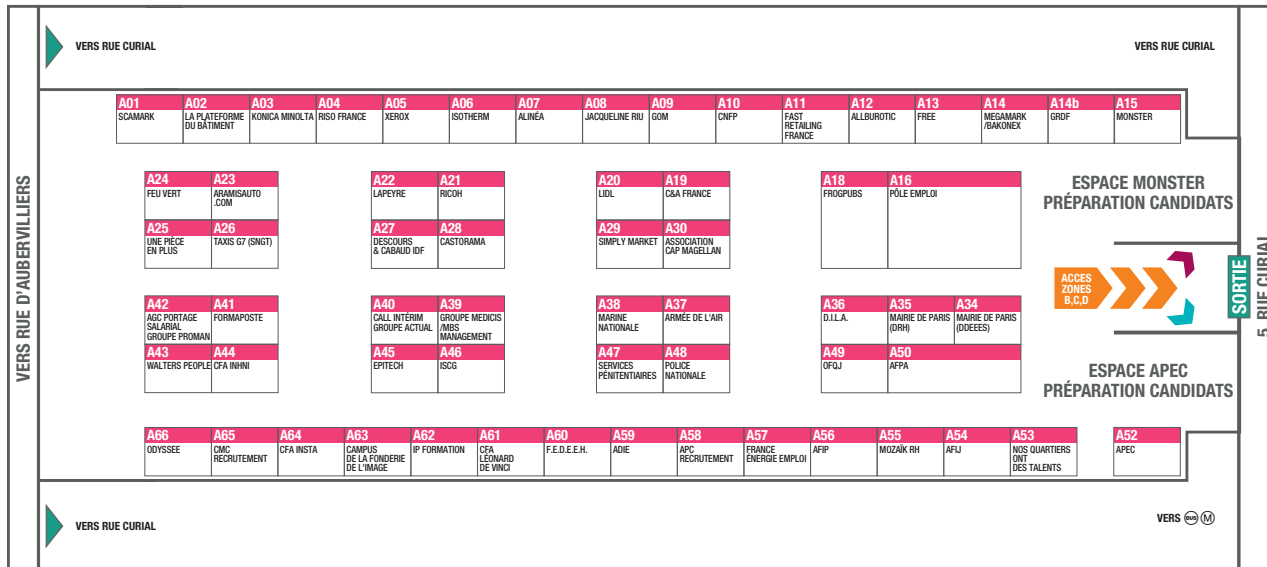 VERS RUE CURIAL
VERS RUE CURIAL
A01 A02 A03 A04 A05 A06 A07 A08 A09 A10 A11 A12 A13 A14 A14b A15
SCAMARK
LA PLATEFORME
DU BÂTIMENT
KONICA MINOLTA
RISO FRANCE
XEROX
ISOTHERM
ALINÉA
JACQUELINE RIU
GOM
CNFP
FAST
RETAILING
FRANCE
ALLBUROTIC
FREE
MEGAMARK
/BAKONEX
GRDF
MONSTER
VERS RUE D'AUBERVILLIERS
A24 A23
FEU VERT
ARAMISAUTO
.COM
A25 A26
UNE PIÈCE
EN PLUS
TAXIS G7 (SNGT)
A22 A21
LAPEYRE
RICOH
A27 A28
DESCOURS
& CABAUD IDF
CASTORAMA
A20 A19
LIDL
C&A FRANCE
A29 A30
SIMPLY MARKET
ASSOCIATION
CAP MAGELLAN
A18 A16
FROGPUBS
PÔLE EMPLOI
ESPACE MONSTER
PRÉPARATION CANDIDATS
ACCES
ZONES
B,C,D
SORTIE
5, RUE CURIAL
A42 A41
AGC PORTAGE
SALARIAL
GROUPE PROMAN
FORMAPOSTE
A43 A44
WALTERS PEOPLE
CFA INHNI
A40 A39
CALL INTÉRIM
GROUPE ACTUAL
GROUPE MEDICIS
/MBS
MANAGEMENT
A45 A46
EPITECH
ISCG
A38 A37
MARINE
NATIONALE
ARMÉE DE L'AIR
A47 A48
SERVICES
PÉNITENTIAIRES
POLICE
NATIONALE
A36 A35 A34
D.I.L.A.
MAIRIE DE PARIS
(DRH)
MAIRIE DE PARIS
(DDEEES)
A49 A50
OFQJ
AFPA
ESPACE APEC
PRÉPARATION CANDIDATS
A66 A65 A64 A63 A62 A61 A60 A59 A58 A57 A56 A55 A54 A53 A52
ODYSSEE
CMC
RECRUTEMENT
CFA INSTA
CAMPUS
DE LA FONDERIE
DE L'IMAGE
IP FORMATION
CFA
LÉONARD
DE VINCI
F.E.D.E.E.H.
ADIE
APC
RECRUTEMENT
FRANCE
ÉNERGIE EMPLOI
AFIP
MOZAÏK RH
AFIJ
NOS QUARTIERS
ONT
DES TALENTS
APEC
VERS RUE CURIAL
VERS BUS M